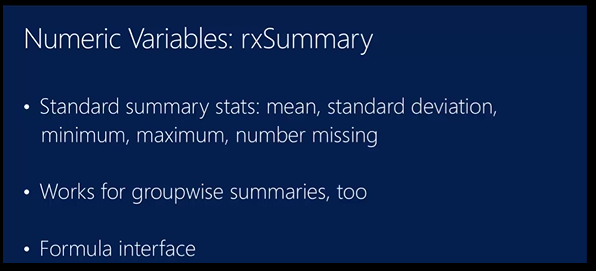 Numeric Variables: rxSummary
• Standard summary stats: mean, standard deviation,
minimum, maximum, number missing
• Works for groupwise summaries, too
• Formula interface